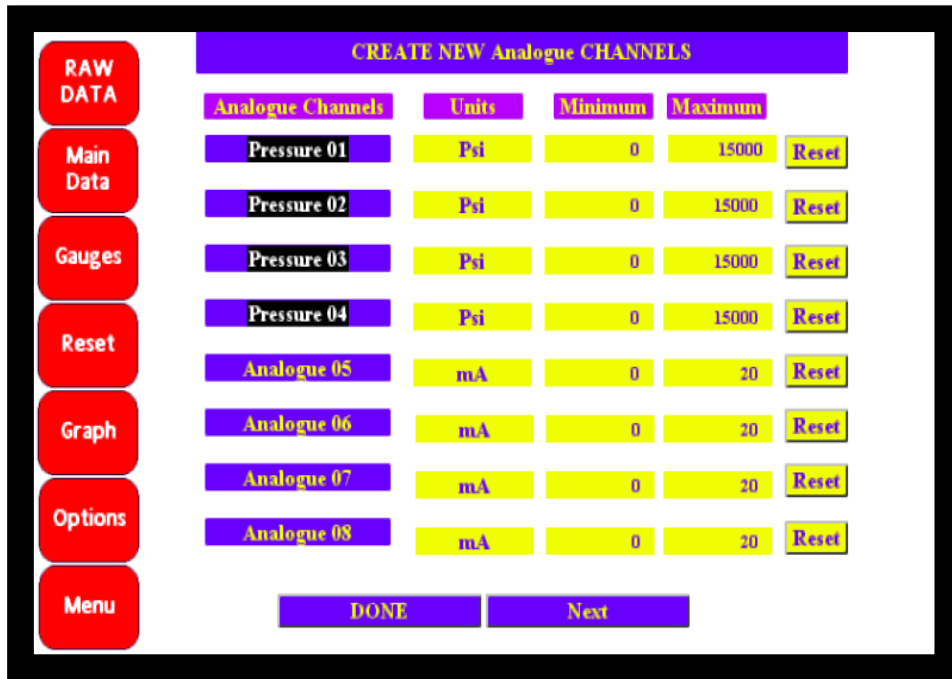 RAW
DATA
Main
Data
Gauges
Reset
Graph
Options
Menu
CREATE NEW Analogue CHANNELS
Analogue Channels Units Minimum Maximum
Pressure 01 Psi 0 15000 Reset
Pressure 02 Psi 0 15000 Reset
Pressure 03 Psi 0 15000 Reset
Pressure 04 Psi 0 15000 Reset
Analogue 05 mA 0 20 Reset
Analogue 06 mA 0 20 Reset
Analogue 07 mA 0 20 Reset
Analogue 08 mA 0 20 Reset
DONE Next